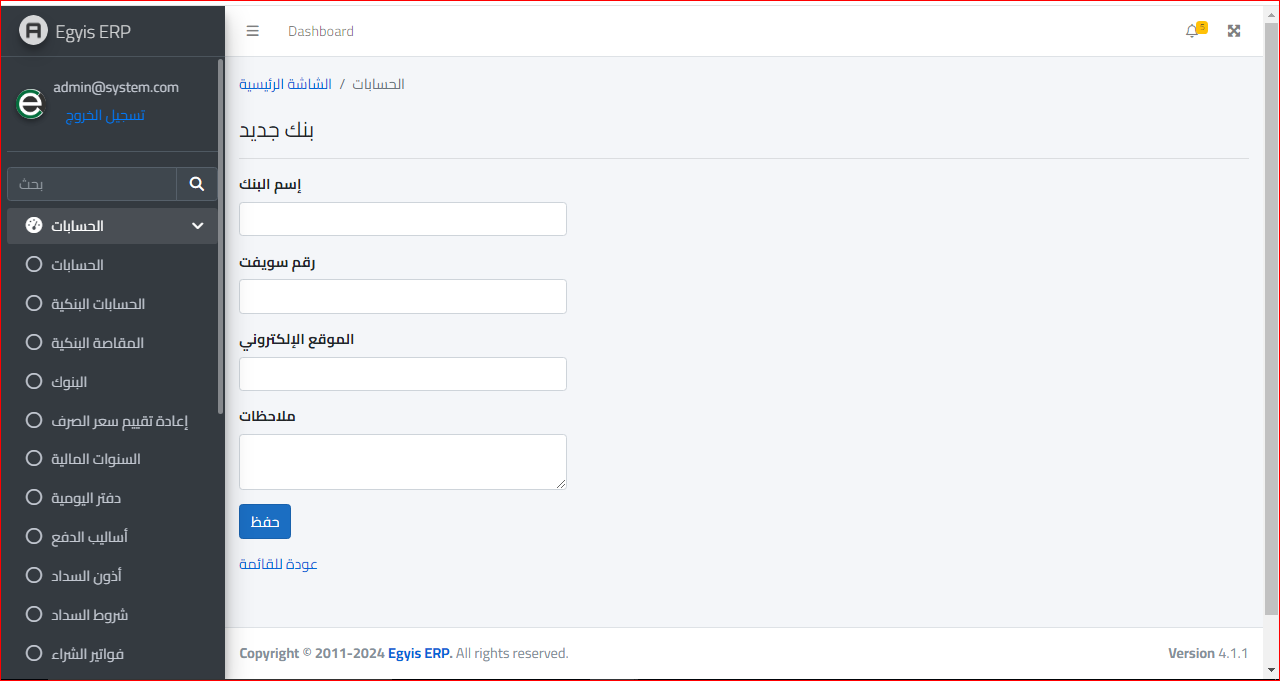 Egyis ERP
admin@system.com
تسجيل الخروج
بحث
الحسابات
الحسابات
الحسابات البنكية
المقاصة البنكية
البنوك
إعادة تقييم سعر الصرف
السنوات المالية
دفتر اليومية
أساليب الدفع
أذون السداد
شروط السداد
فواتير الشراء
Dashboard
5
الشاشة الرئيسية / الحسابات
بنك جديد
إسم البنك
رقم سويفت
الموقع الإلكتروني
ملاحظات
حفظ
عودة للقائمة
Copyright © 2011-2024 Egyis ERP. All rights reserved.
Version 4.1.1